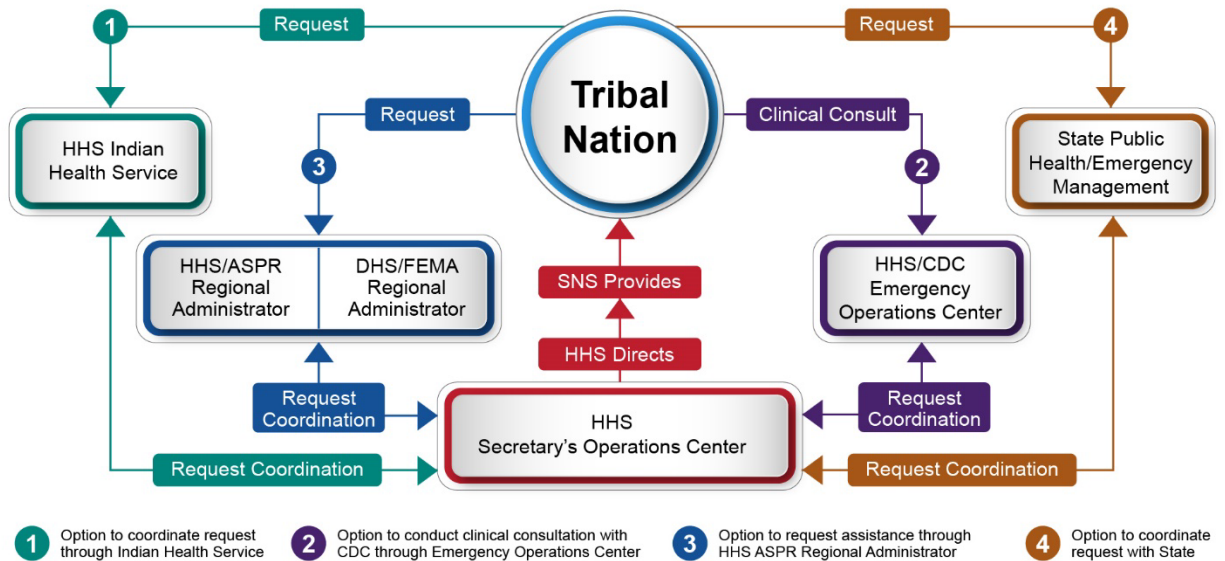 1
Request
Request
4
Tribal
Nation
HHS Indian
Health Service
Request
3
Clinical Consult
2
State Public
Health/Emergency
Management
HHS/ASPR
Regional
Administrator
DHS/FEMA
Regional
Administrator
SNS Provides
HHS/CDC
Emergency
Operations Center
HHS Directs
Request
Coordination
Request
Coordination
HHS
Secretary's Operations Center
Request Coordination
Request Coordination
1
Option to coordinate request
through Indian Health Service
2
Option to conduct clinical consultation with
CDC through Emergency Operations Center
3
Option to request assistance through
HHS ASPR Regional Administrator
4
Option to coordinate
request with State